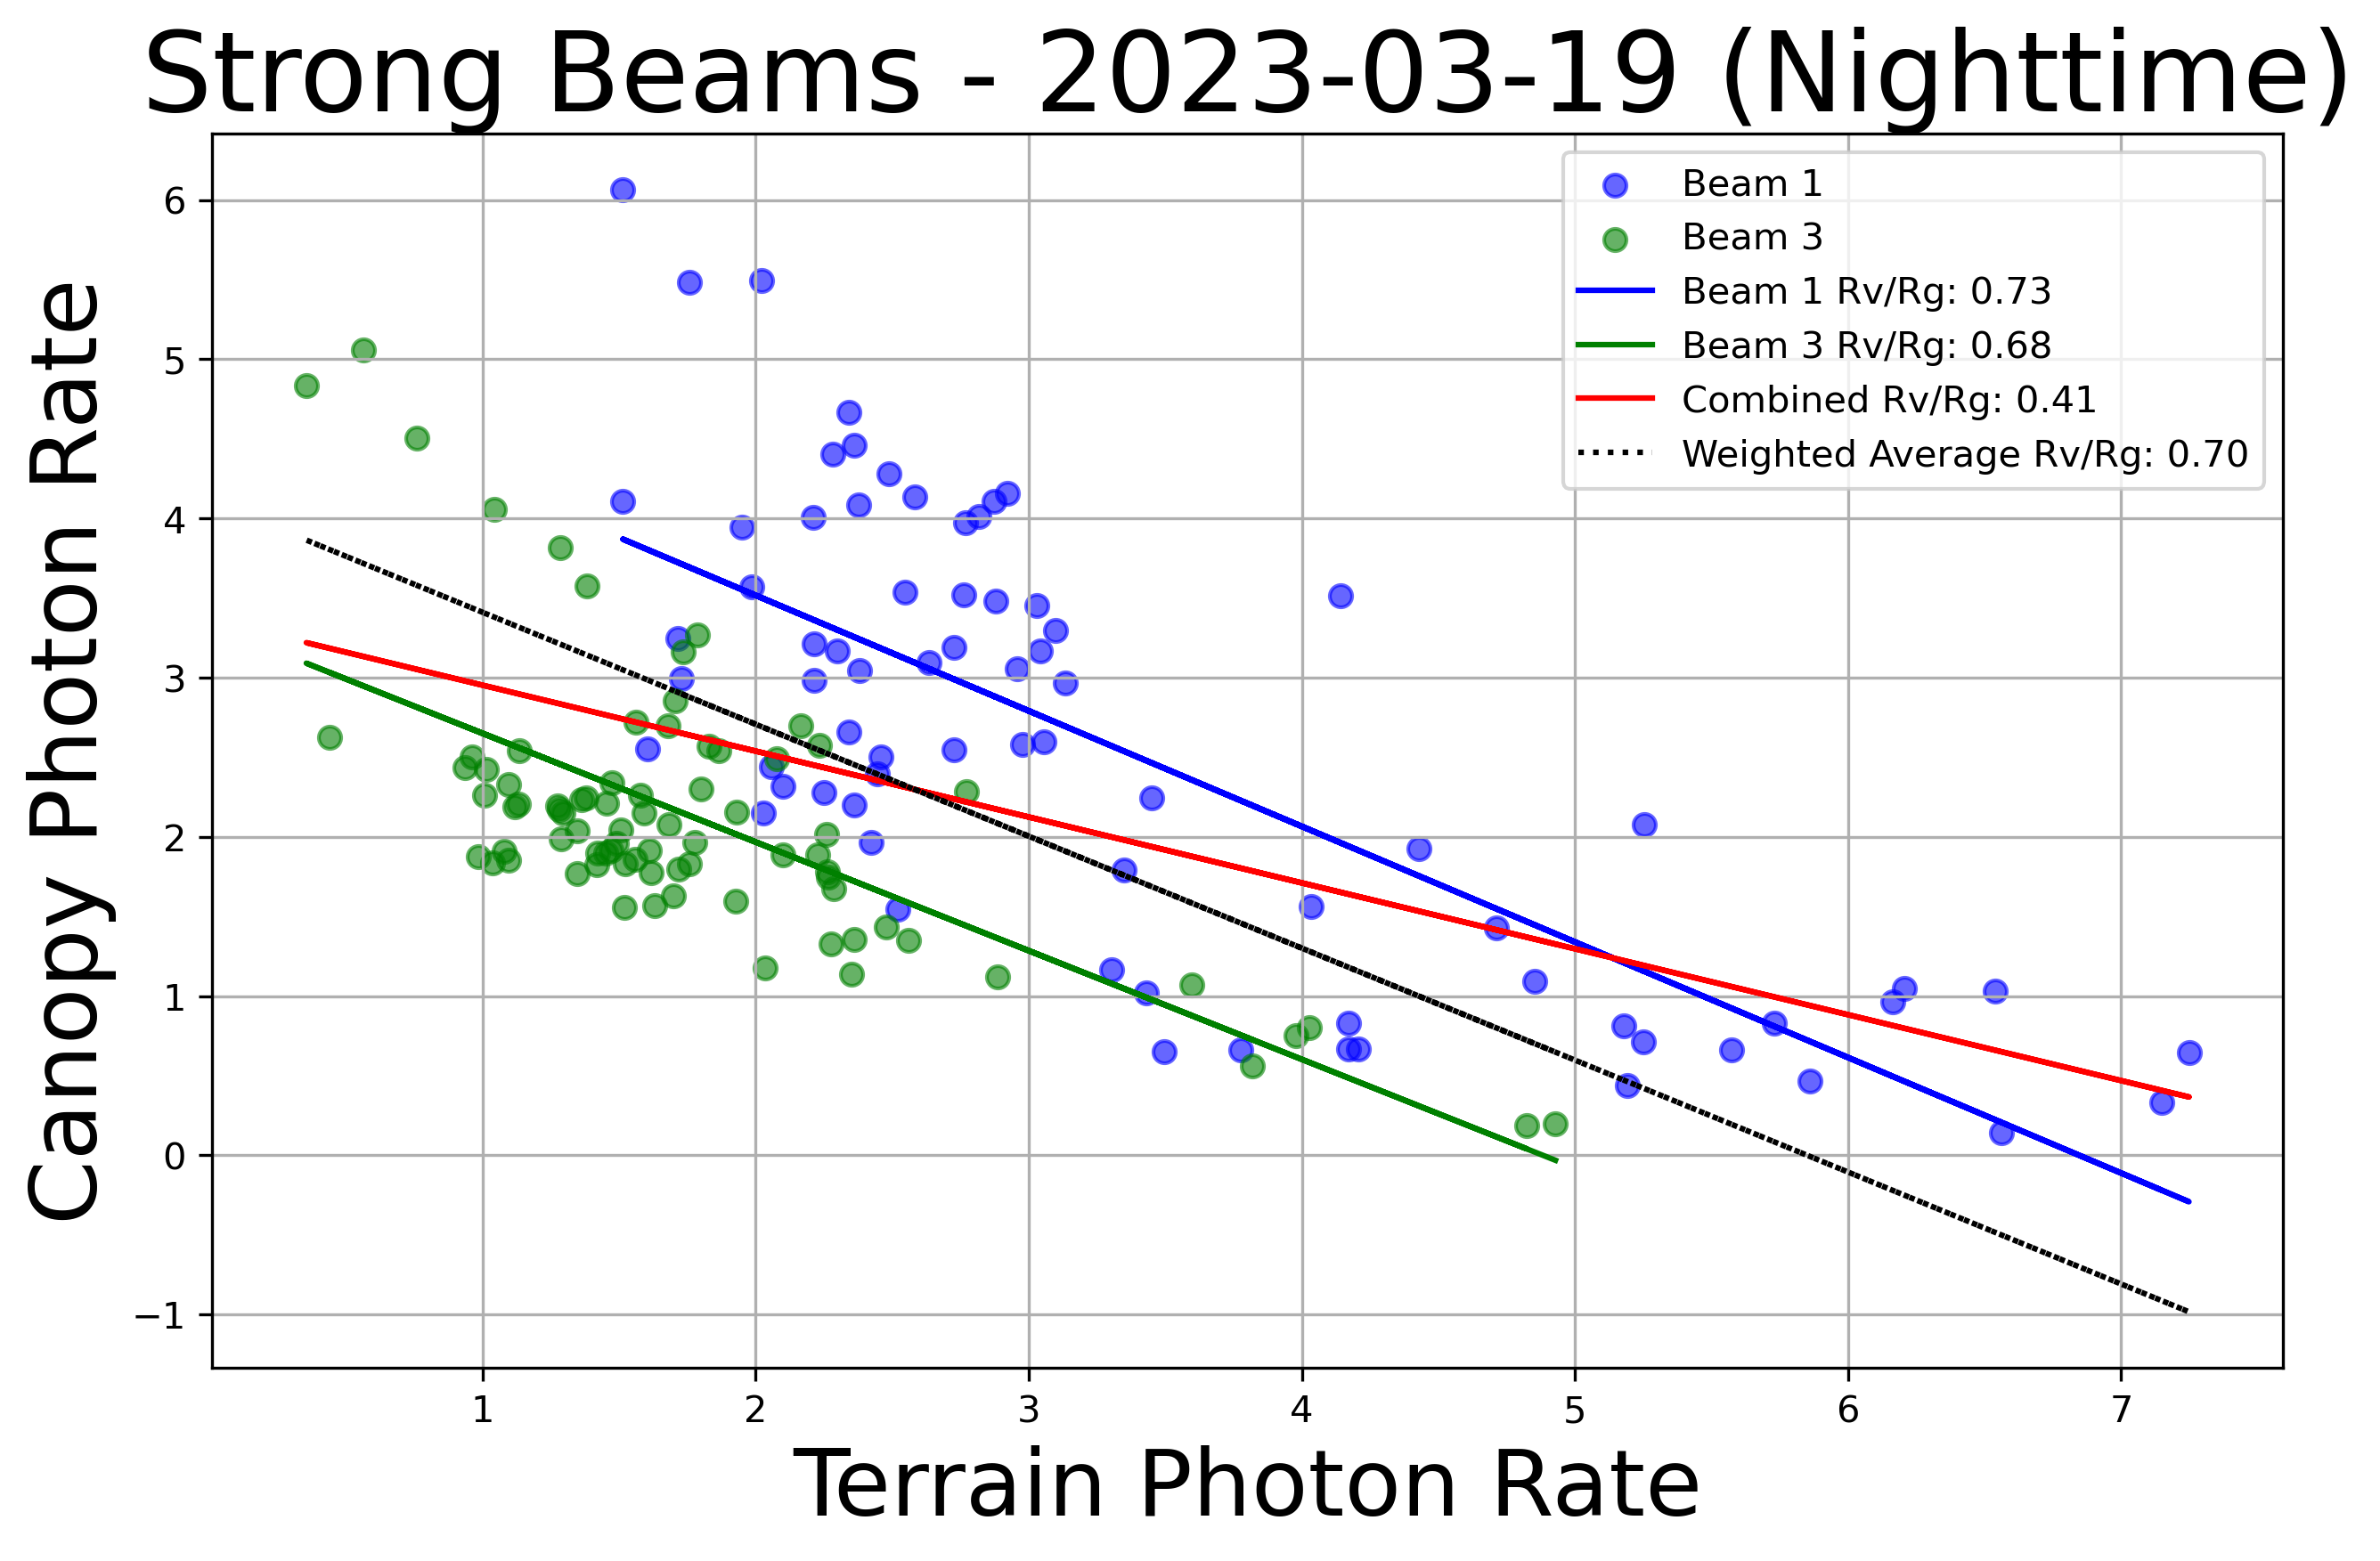 Strong Beams - 2023-03-19 (Nighttime)
Beam 1
Beam 3
Beam 1 Rv/Rg: 0.73
Beam 3 Rv/Rg: 0.68
Combined Rv/Rg: 0.41
Weighted Average Rv/Rg: 0.70
Canopy Photon Rate
6
5
4
3
2
1
0
−1
1 2 3 4 5 6 7
Terrain Photon Rate